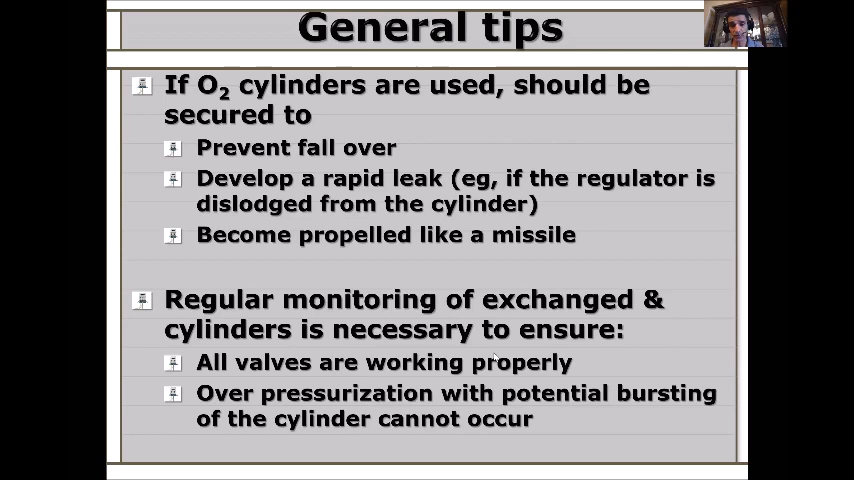 General tips
If O₂ cylinders are used, should be
secured to
Prevent fall over
Develop a rapid leak (eg, if the regulator is
dislodged from the cylinder)
Become propelled like a missile
Regular monitoring of exchanged &
cylinders is necessary to ensure:
All valves are working properly
Over pressurization with potential bursting
of the cylinder cannot occur